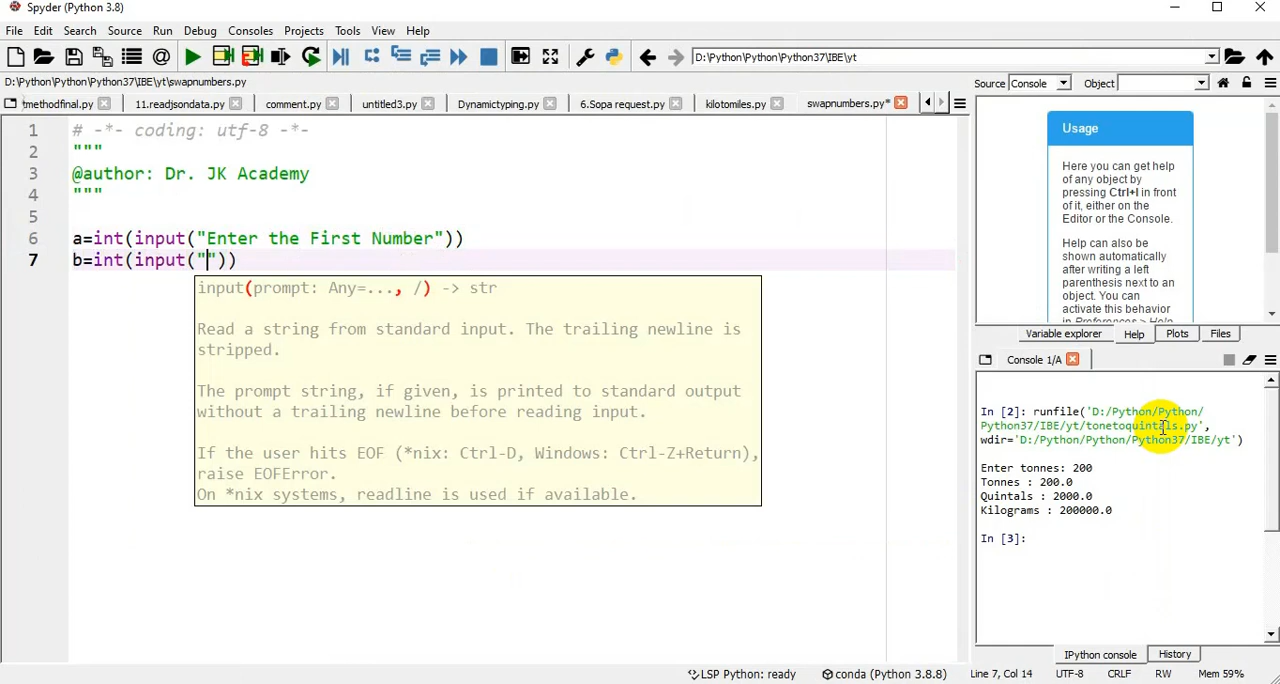 Spyder (Python 3.8)
File Edit Search Source Run Debug Consoles Projects Tools View Help
D:\Python\Python\Python37\IBE\yt
D:\Python\Python\Python37\IBE\yt\swapnumbers.py
methodfinal.py 11.readjsondata.py comment.py untitled3.py Dynamictyping.py 6.Sopa request.py kilotomiles.py swapnumbers.py*
Source Console Object
1 # -*- coding: utf-8 -*-
2 """
3 @author: Dr. JK Academy
4 """
5
6 a=int(input("Enter the First Number"))
7 b=int(input(""))
input(prompt: Any=..., /) -> str
Read a string from standard input. The trailing newline is
stripped.
The prompt string, if given, is printed to standard output
without a trailing newline before reading input.
If the user hits EOF (*nix: Ctrl-D, Windows: Ctrl-Z+Return),
raise EOFError.
On *nix systems, readline is used if available.
Usage
Here you can get help
of any object by
pressing Ctrl+I in front
of it, either on the
Editor or the Console.
Help can also be
shown automatically
after writing a left
parenthesis next to an
object. You can
activate this behavior
in Preferences > Help
Variable explorer Help Plots Files
Console 1/A
In [2]: runfile('D:/Python/Python/
Python37/IBE/yt/tonetoquintals.py',
wdir='D:/Python/Python/Python37/IBE/yt')
Enter tonnes: 200
Tonnes : 200.0
Quintals : 2000.0
Kilograms : 200000.0
In [3]:
IPython console History
LSP Python: ready conda (Python 3.8.8) Line 7, Col 14 UTF-8 CRLF RW Mem 59%